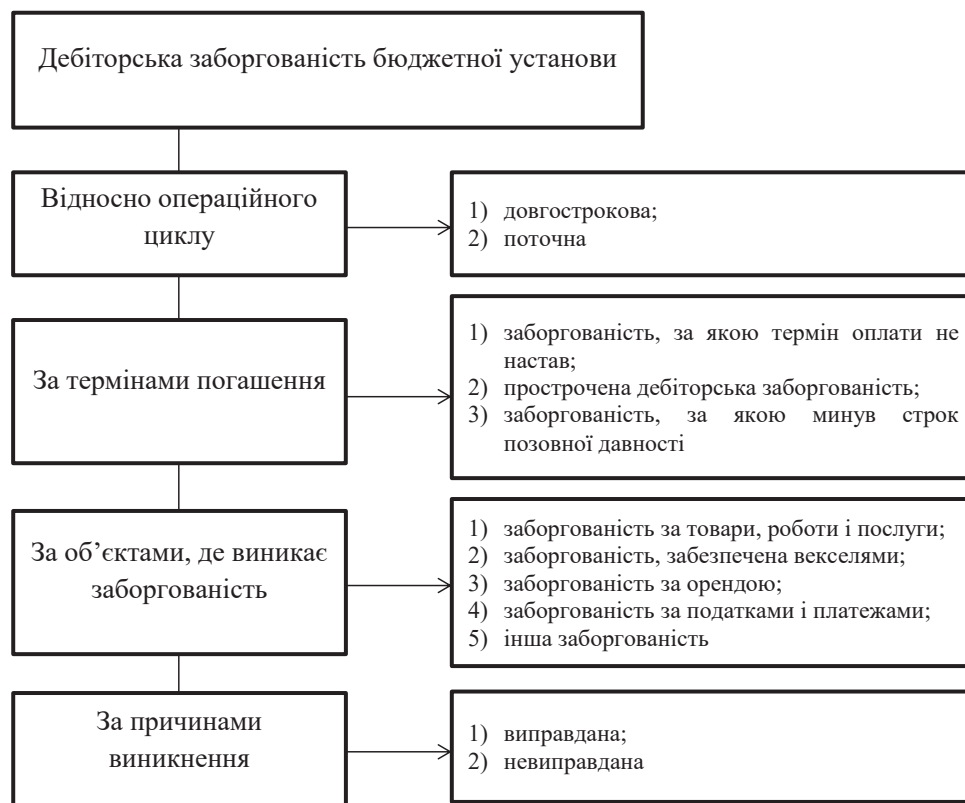 Дебіторська заборгованість бюджетної установи
Відносно операційного
циклу
1) довгострокова;
2) поточна
За термінами погашення
1) заборгованість, за якою термін оплати не
настав;
2) прострочена дебіторська заборгованість;
3) заборгованість, за якою минув строк
позовної давності
За об’єктами, де виникає
заборгованість
1) заборгованість за товари, роботи і послуги;
2) заборгованість, забезпечена векселями;
3) заборгованість за орендою;
4) заборгованість за податками і платежами;
5) інша заборгованість
За причинами
виникнення
1) виправдана;
2) невиправдана